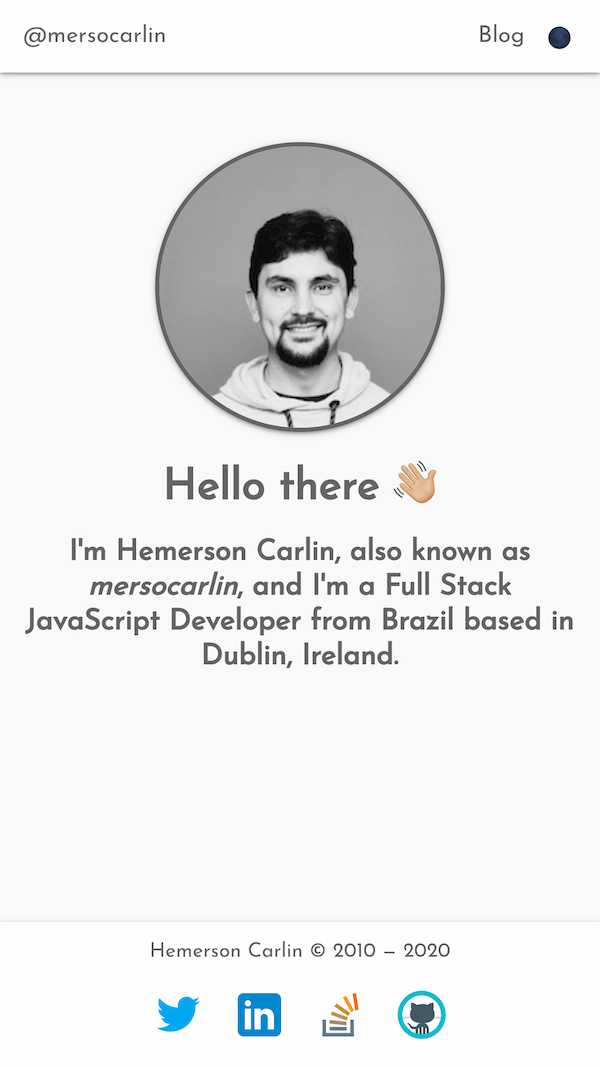 @mersocarlin
Blog
Hello there 👋🏼
I'm Hemerson Carlin, also known as
mersocarlin, and I'm a Full Stack
JavaScript Developer from Brazil based in
Dublin, Ireland.
Hemerson Carlin © 2010 – 2020
in